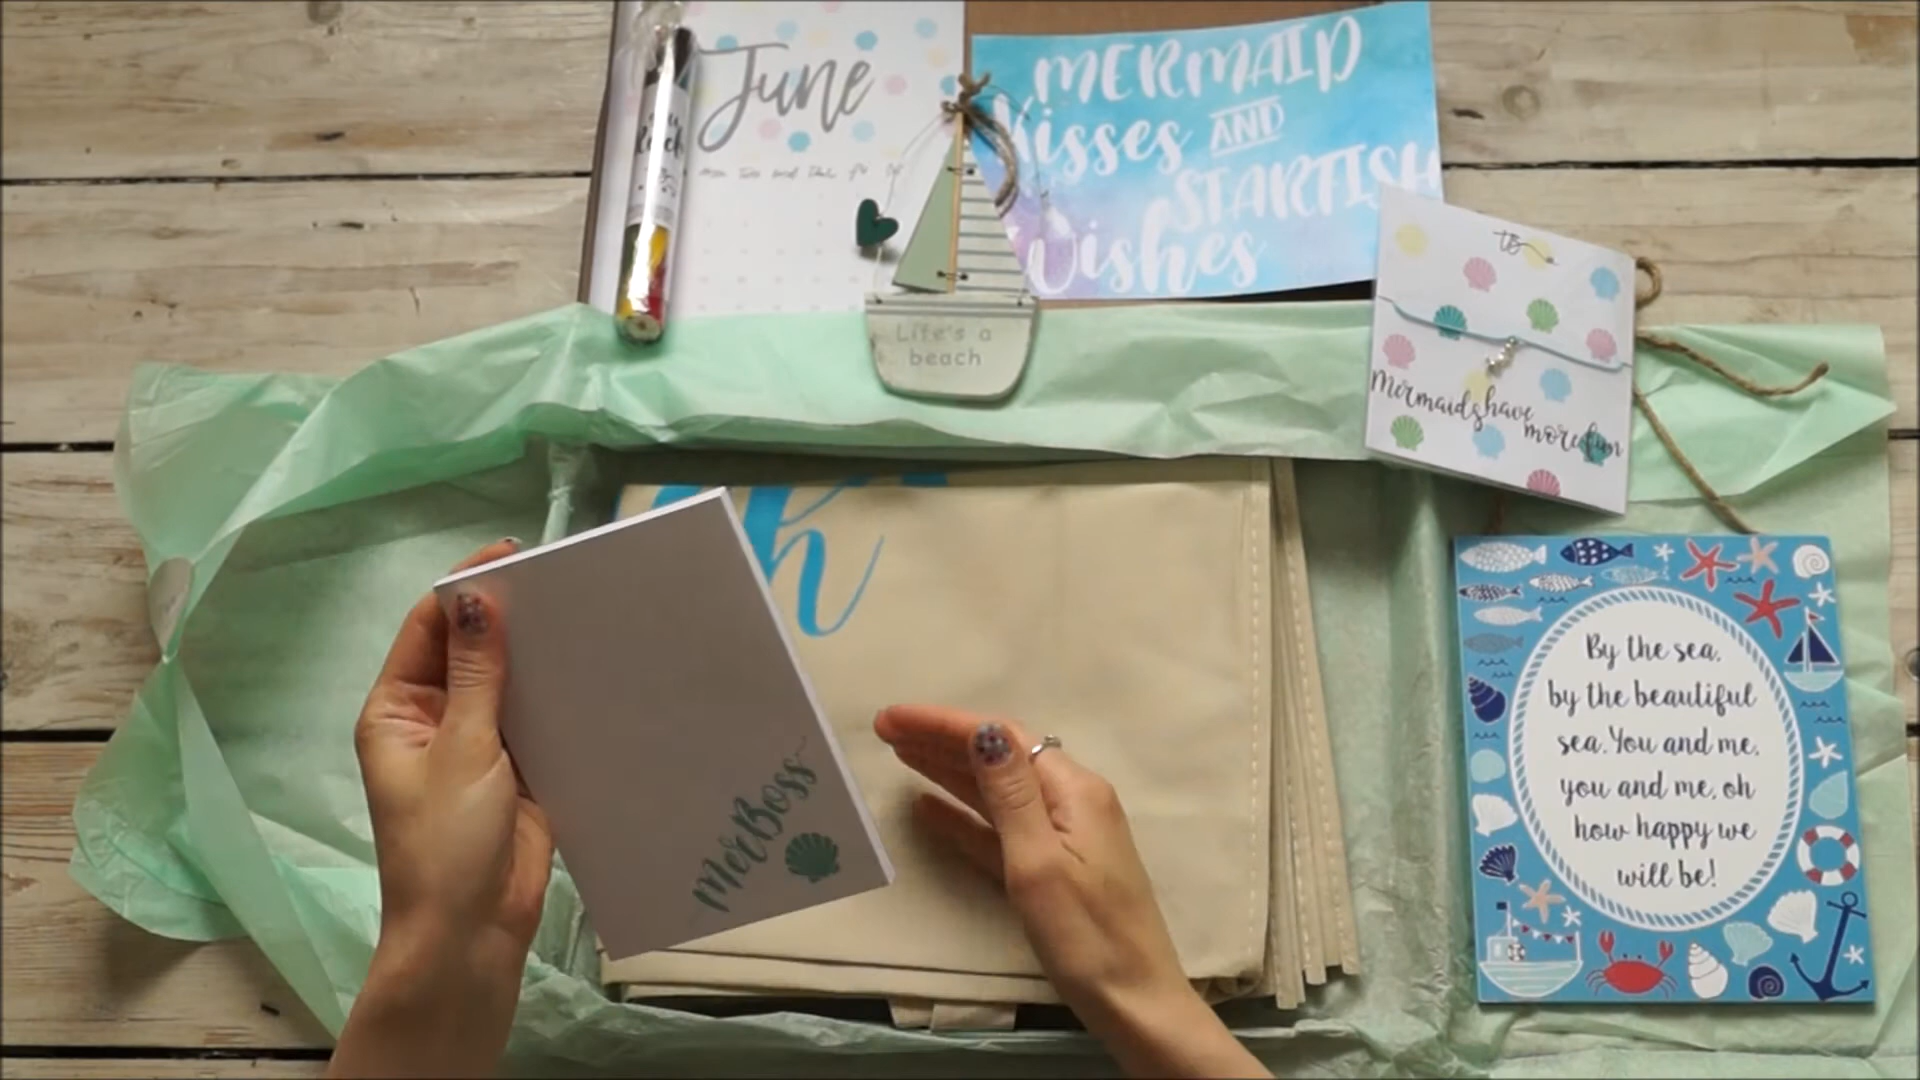 June
MERMAID
Kisses AND
STARFISH
Wishes
Life's a
beach
Mermaids have
more fun
MerBoss
By the sea,
by the beautiful
sea. You and me,
you and me, oh
how happy we
will be!